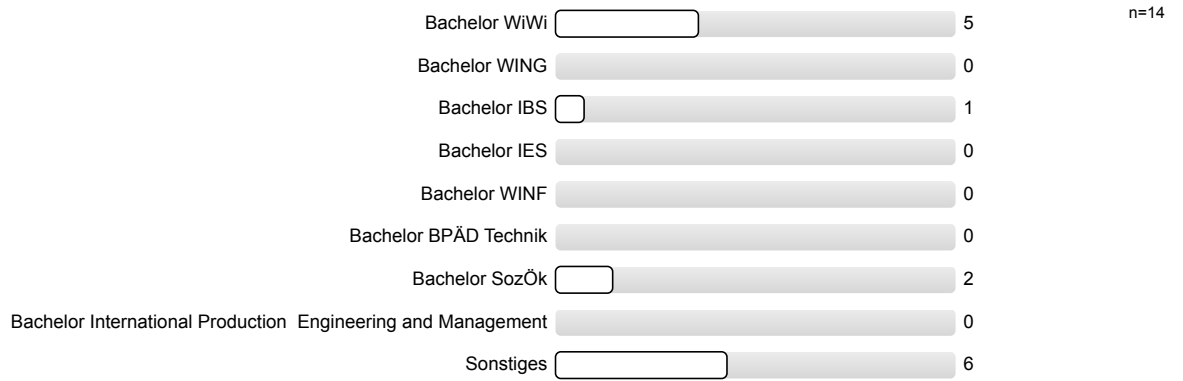 Bachelor WiWi 5 n=14
Bachelor WING 0
Bachelor IBS 1
Bachelor IES 0
Bachelor WINF 0
Bachelor BPÄD Technik 0
Bachelor SozÖk 2
Bachelor International Production  Engineering and Management 0
Sonstiges 6